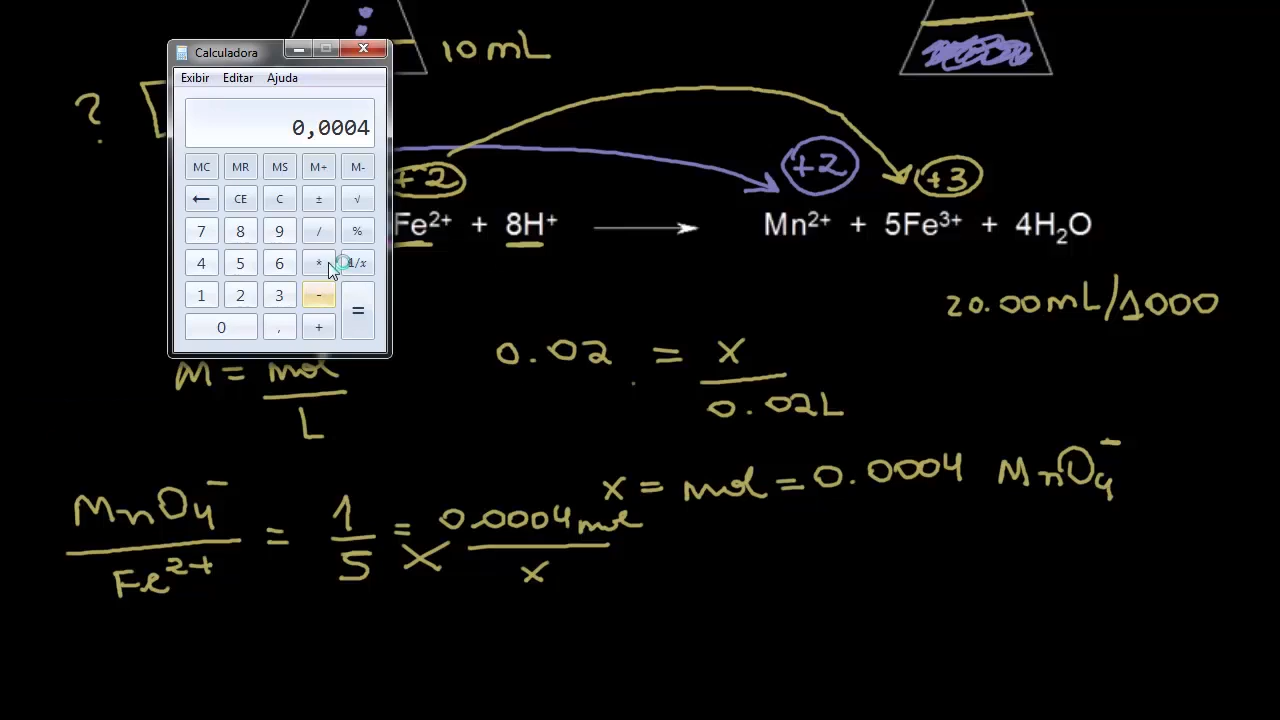 10mL
Calculadora
Exibir Editar Ajuda
0,0004
MC MR MS M+ M-
← CE C ± √
7 8 9 / %
4 5 6 * 1/x
1 2 3 - =
0 , +
?
+2 +2 +3
Fe²⁺ + 8H⁺ → Mn²⁺ + 5Fe³⁺ + 4H₂O
20.00mL/1000
M = mol / L
0.02 = x / 0.02L
x = mol = 0.0004 MnO₄⁻
MnO₄⁻ / Fe²⁺ = 1 / 5 = 0.0004mol / x